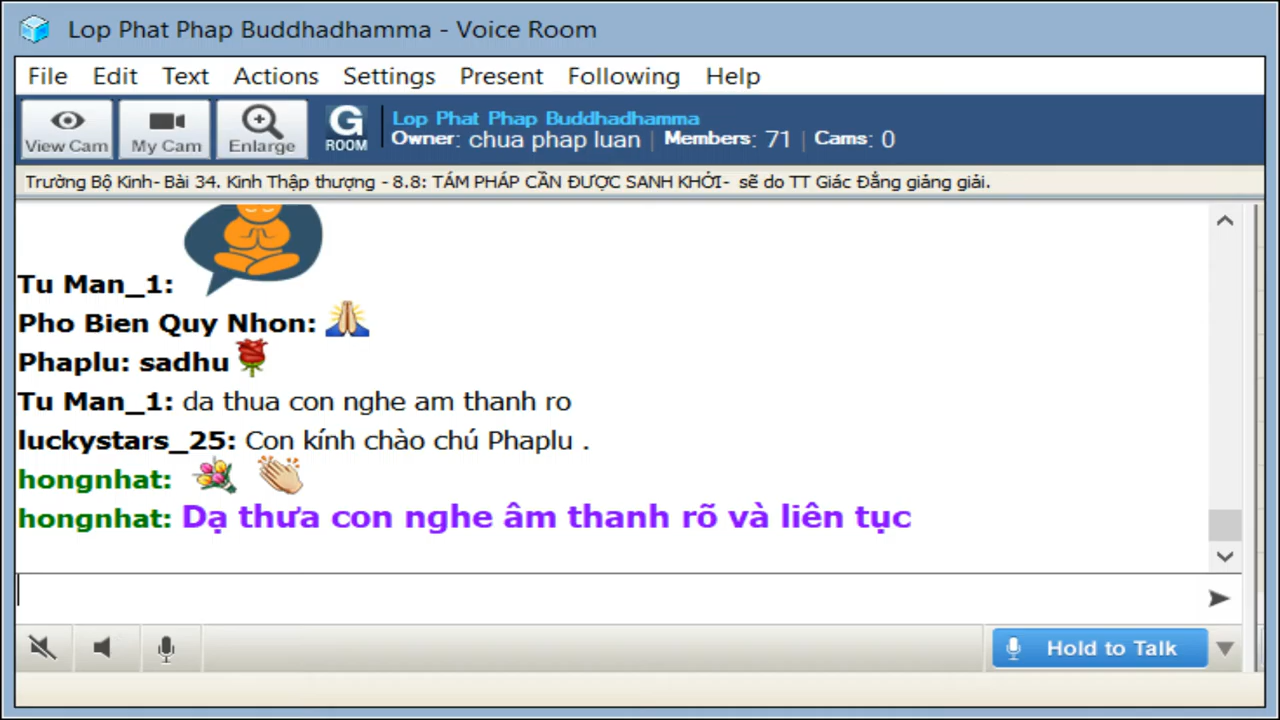 Lop Phat Phap Buddhadhamma - Voice Room
File Edit Text Actions Settings Present Following Help
View Cam My Cam Enlarge G ROOM
Lop Phat Phap Buddhadhamma
Owner: chua phap luan | Members: 71 | Cams: 0
Trường Bộ Kinh- Bài 34. Kinh Thập thượng - 8.8: TÁM PHÁP CẦN ĐƯỢC SANH KHỞI- sẽ do TT Giác Đẳng giảng giải.
Tu Man_1:
Pho Bien Quy Nhon:
Phaplu: sadhu
Tu Man_1: da thua con nghe am thanh ro
luckystars_25: Con kính chào chú Phaplu .
hongnhat:
hongnhat: Dạ thưa con nghe âm thanh rõ và liên tục
Hold to Talk